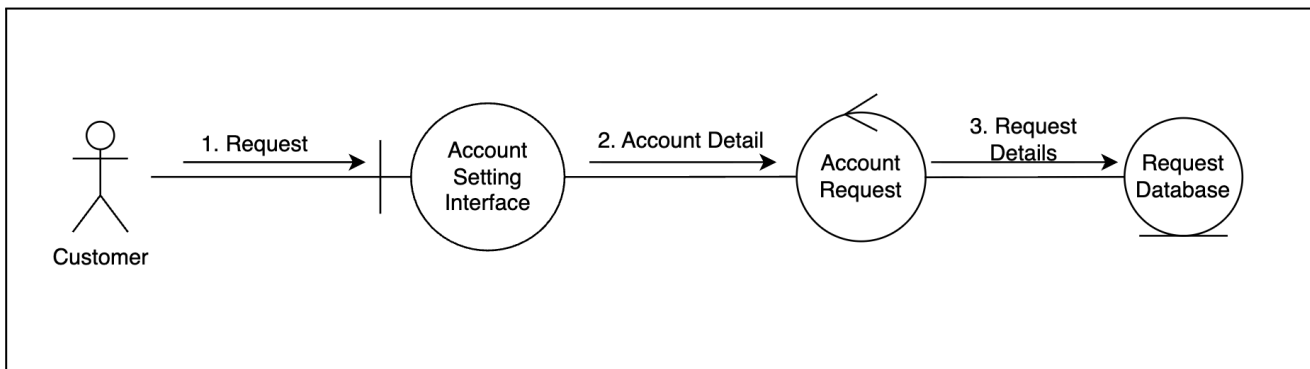 Customer
1. Request
Account
Setting
Interface
2. Account Detail
Account
Request
3. Request
Details
Request
Database